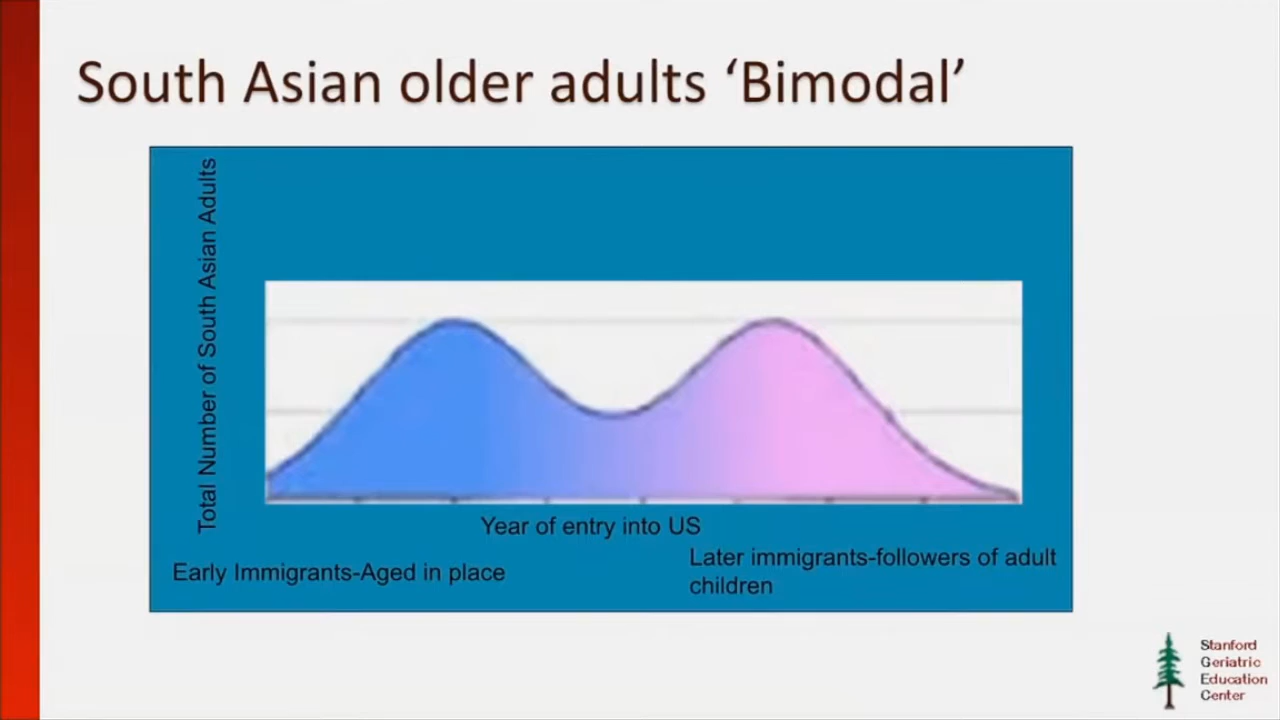 South Asian older adults ‘Bimodal’
Total Number of South Asian Adults
Year of entry into US
Early Immigrants-Aged in place
Later immigrants-followers of adult
children
Stanford
Geriatric
Education
Center